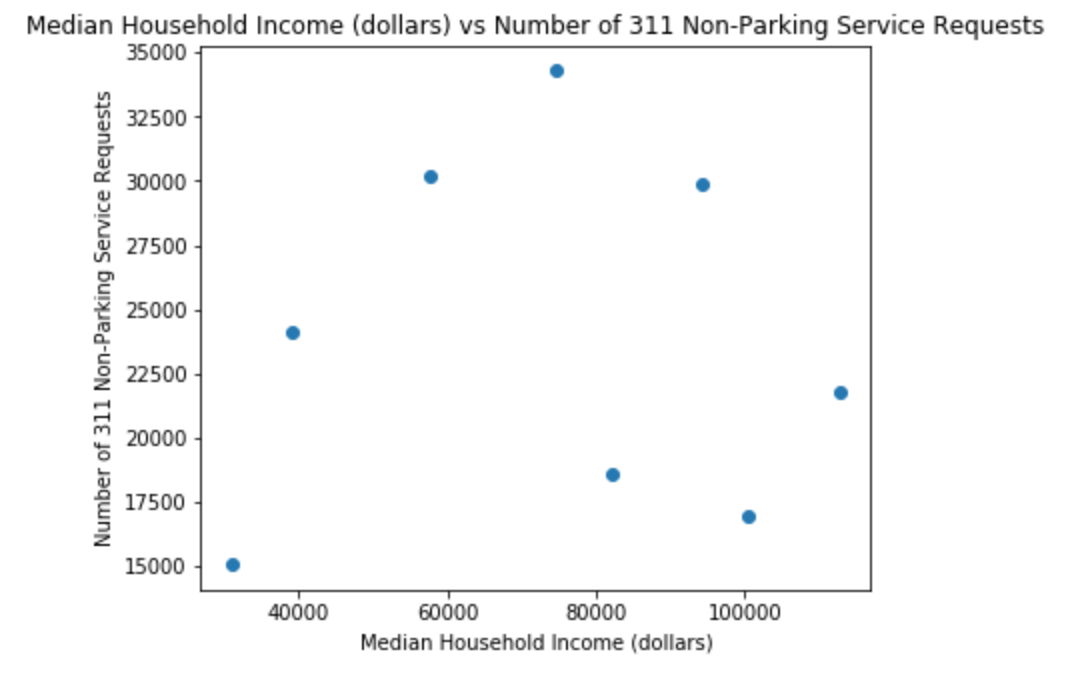 Median Household Income (dollars) vs Number of 311 Non-Parking Service Requests
Number of 311 Non-Parking Service Requests
35000
32500
30000
27500
25000
22500
20000
17500
15000
40000 60000 80000 100000
Median Household Income (dollars)